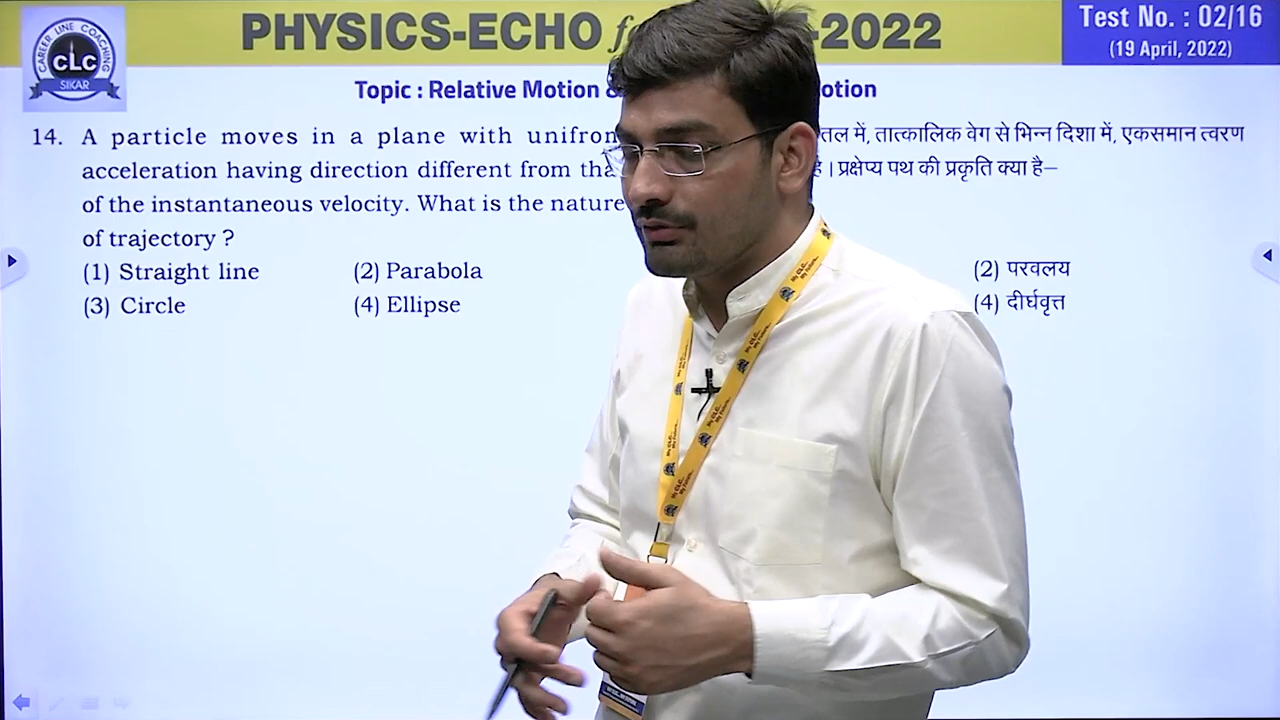 CAREER LINE COACHING
CLC
SIKAR
PHYSICS-ECHO
-2022
Test No. : 02/16
(19 April, 2022)
Topic : Relative Motion
14. A particle moves in a plane with
acceleration having direction different from
of the instantaneous velocity. What is the nature
of trajectory ?
(1) Straight line (2) Parabola
(3) Circle (4) Ellipse
में, तात्कालिक वेग से भिन्न दिशा में, एकसमान त्वरण
है। प्रक्षेप्य पथ की प्रकृति क्या है–
(2) परवलय
(4) दीर्घवृत्त